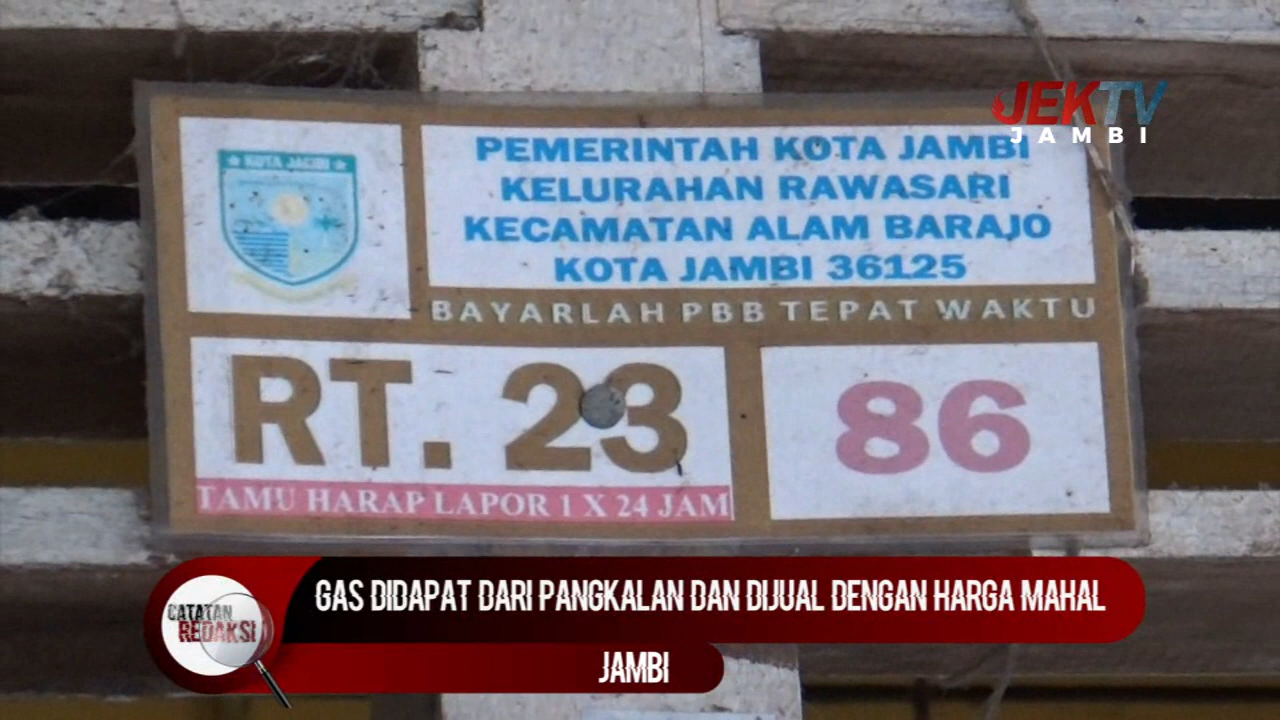 JEKTV
JAMBI
KOTA JAMBI
PEMERINTAH KOTA JAMBI
KELURAHAN RAWASARI
KECAMATAN ALAM BARAJO
KOTA JAMBI 36125
BAYARLAH PBB TEPAT WAKTU
RT. 23
86
TAMU HARAP LAPOR 1 X 24 JAM
GAS DIDAPAT DARI PANGKALAN DAN DIJUAL DENGAN HARGA MAHAL
CATATAN
REDAKSI
JAMBI